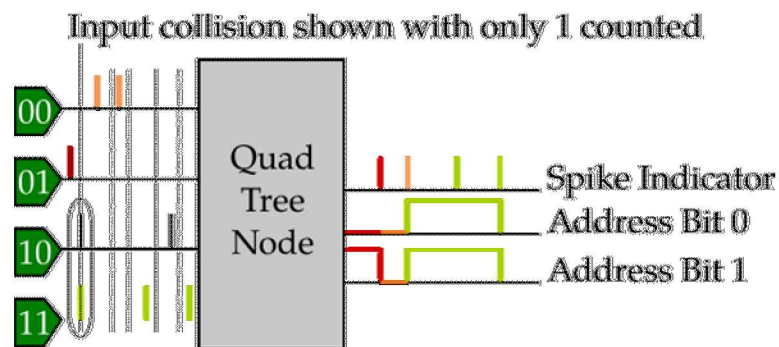 Input collision shown with only 1 counted
00
01
10
11
Quad
Tree
Node
Spike Indicator
Address Bit 0
Address Bit 1